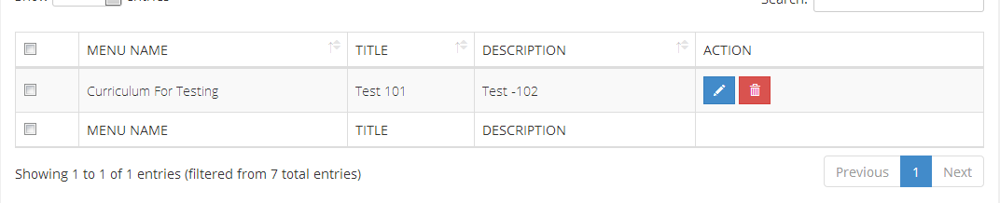 Show entries
Search:
MENU NAME TITLE DESCRIPTION ACTION
Curriculum For Testing Test 101 Test -102
MENU NAME TITLE DESCRIPTION
Showing 1 to 1 of 1 entries (filtered from 7 total entries)
Previous 1 Next